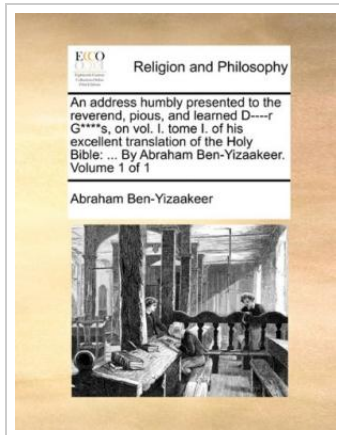 ECCO
Religion and Philosophy
An address humbly presented to the
reverend, pious, and learned D----r
G****s, on vol. I. tome I. of his
excellent translation of the Holy
Bible: ... By Abraham Ben-Yizaakeer.
Volume 1 of 1
Abraham Ben-Yizaakeer